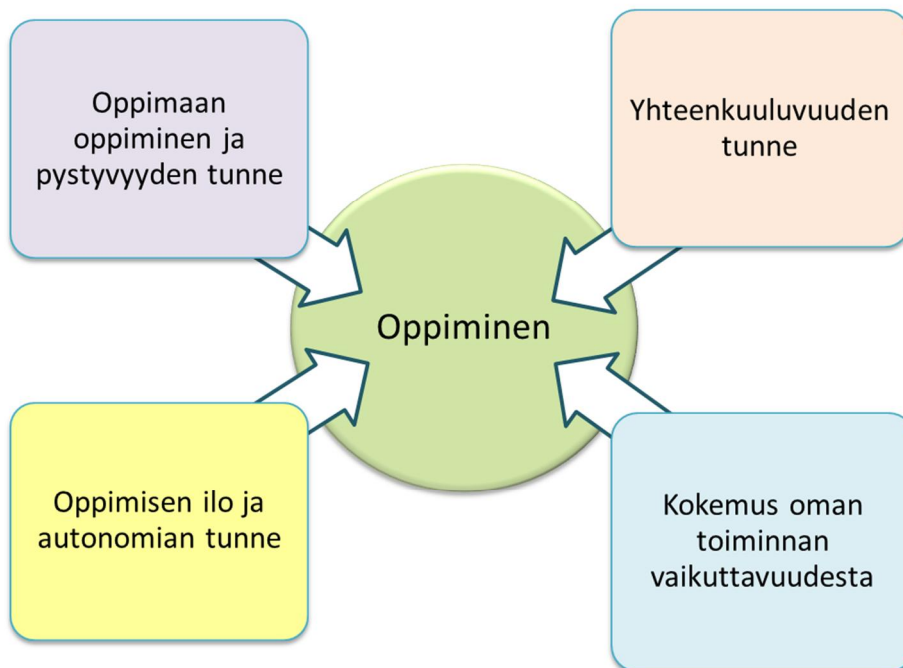 Oppimaan
oppiminen ja
pystyvyyden tunne
Yhteenkuuluvuuden
tunne
Oppiminen
Oppimisen ilo ja
autonomian tunne
Kokemus oman
toiminnan
vaikuttavuudesta